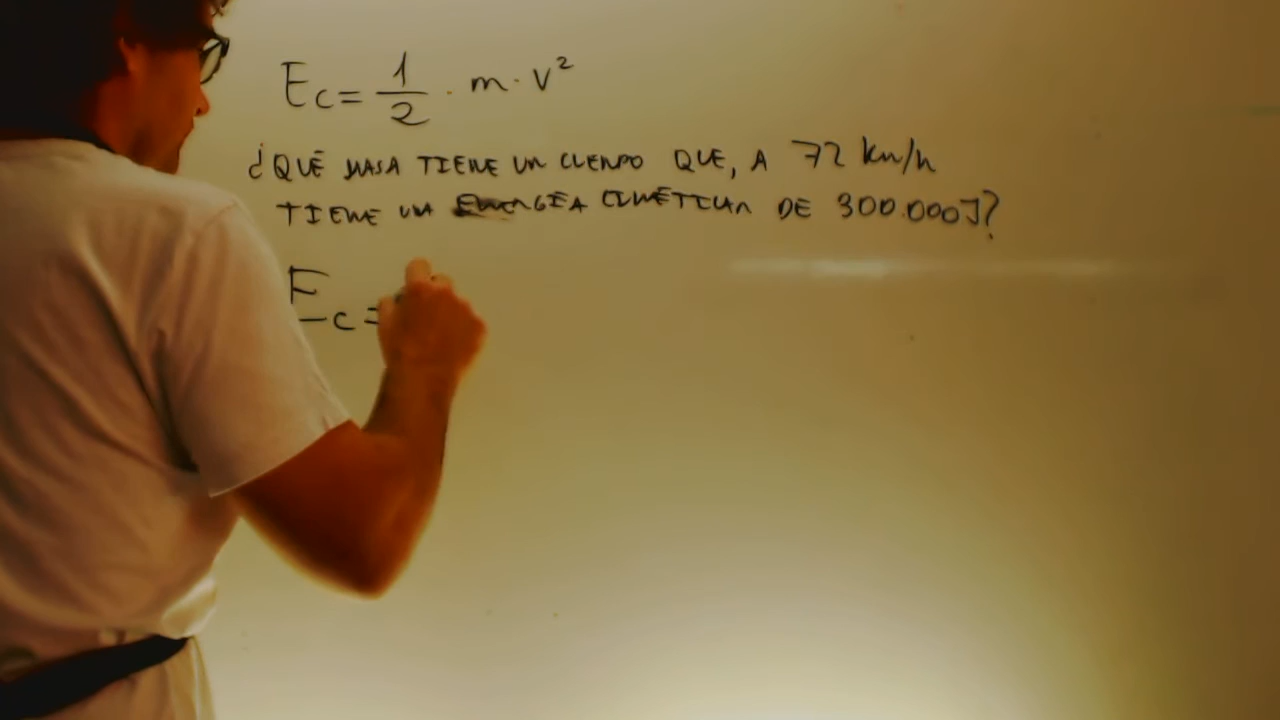 Ec = 1/2 · m · v²
¿QUÉ MASA TIENE UN CUERPO QUE, A 72 km/h
TIENE UNA ENERGÍA CINÉTICA DE 300.000J?
Ec =